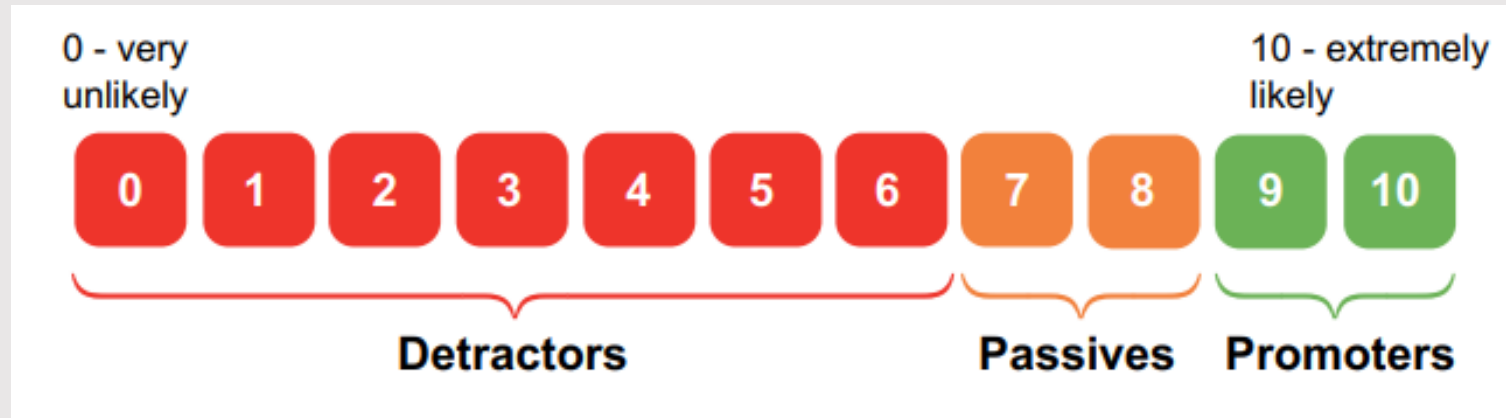 0 - very
unlikely
10 - extremely
likely
0 1 2 3 4 5 6 7 8 9 10
Detractors Passives Promoters